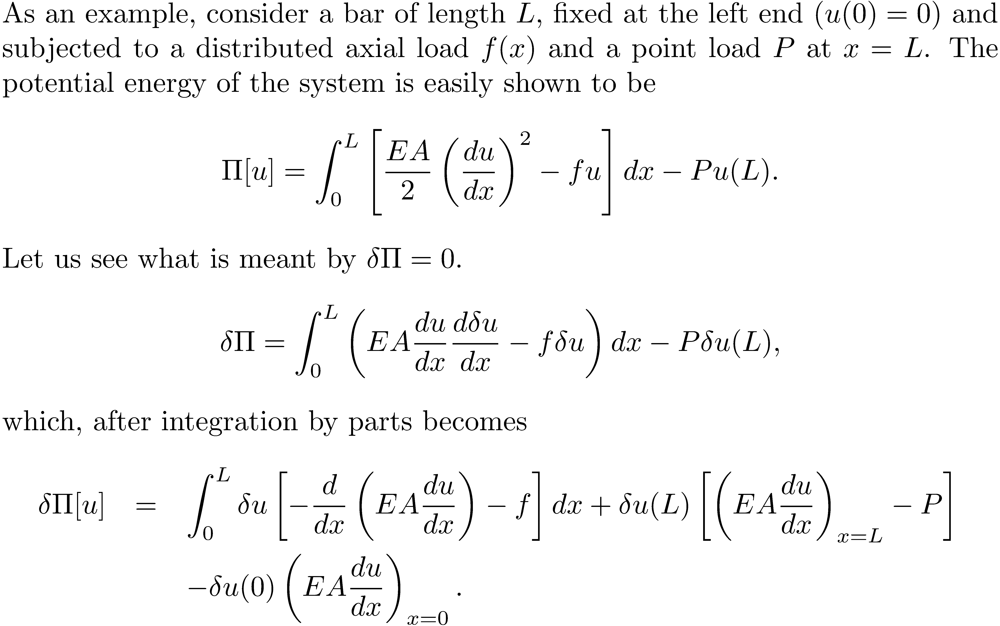 As an example, consider a bar of length $L$, fixed at the left end ($u(0) = 0$) and
subjected to a distributed axial load $f(x)$ and a point load $P$ at $x = L$. The
potential energy of the system is easily shown to be
$$\Pi[u] = \int_0^L \left[ \frac{EA}{2} \left( \frac{du}{dx} \right)^2 - fu \right] dx - Pu(L).$$
Let us see what is meant by $\delta\Pi = 0$.
$$\delta\Pi = \int_0^L \left( EA \frac{du}{dx} \frac{d\delta u}{dx} - f\delta u \right) dx - P\delta u(L),$$
which, after integration by parts becomes
$$\delta\Pi[u] = \int_0^L \delta u \left[ -\frac{d}{dx} \left( EA \frac{du}{dx} \right) - f \right] dx + \delta u(L) \left[ \left( EA \frac{du}{dx} \right)_{x=L} - P \right]$$
$$-\delta u(0) \left( EA \frac{du}{dx} \right)_{x=0}.$$